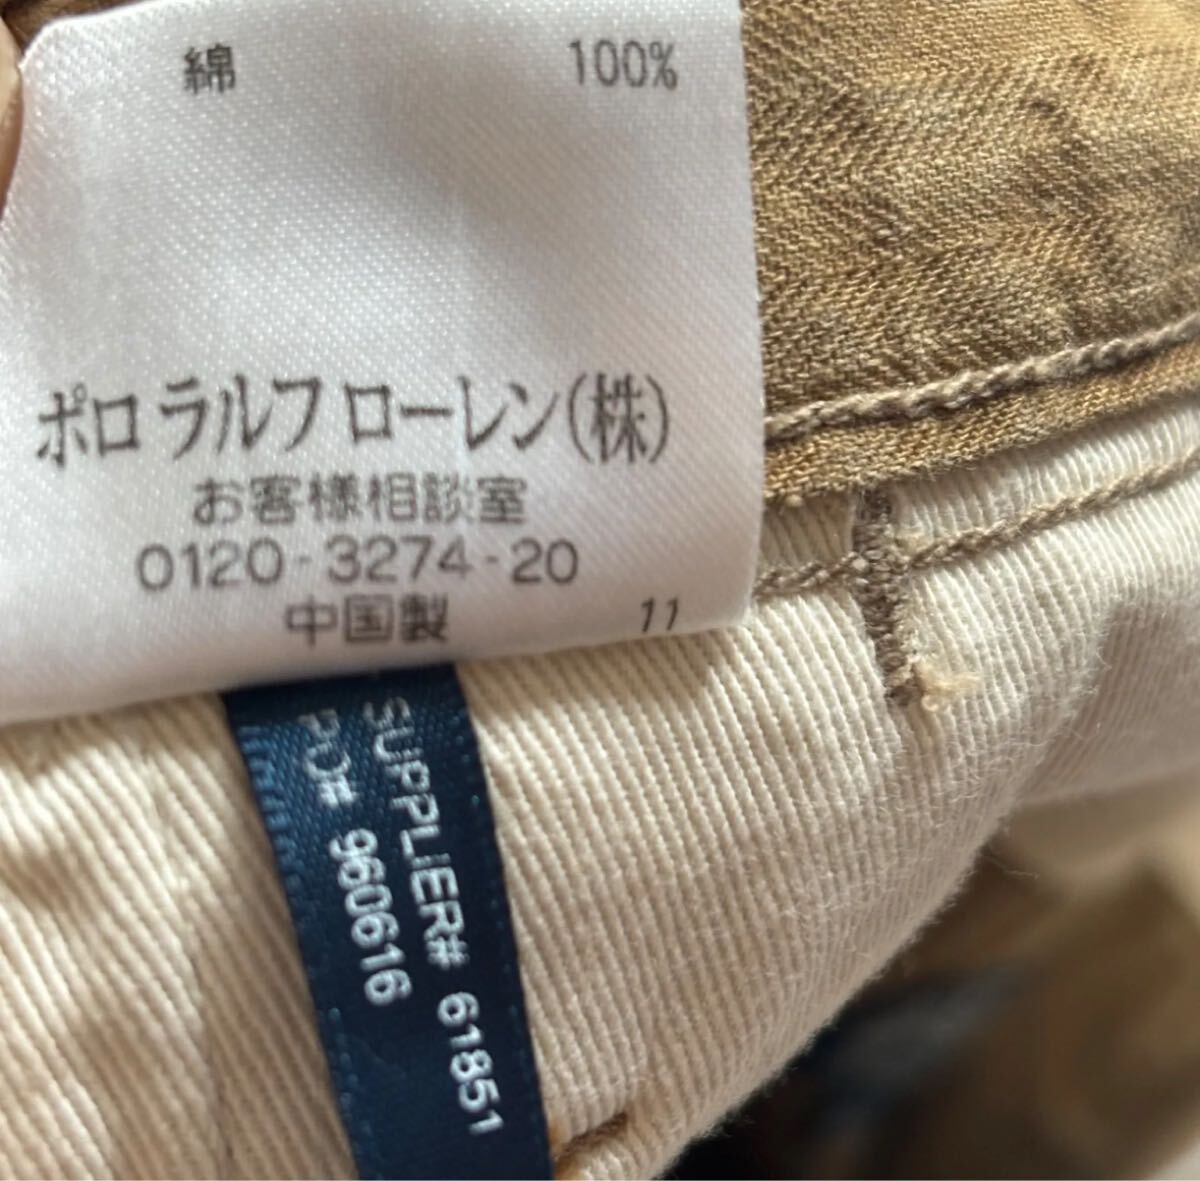 綿 100%
ポロ ラルフ ローレン(株)
お客様相談室
0120-3274-20
中国製 11
SUPPLIER# 61851
PO# 960616